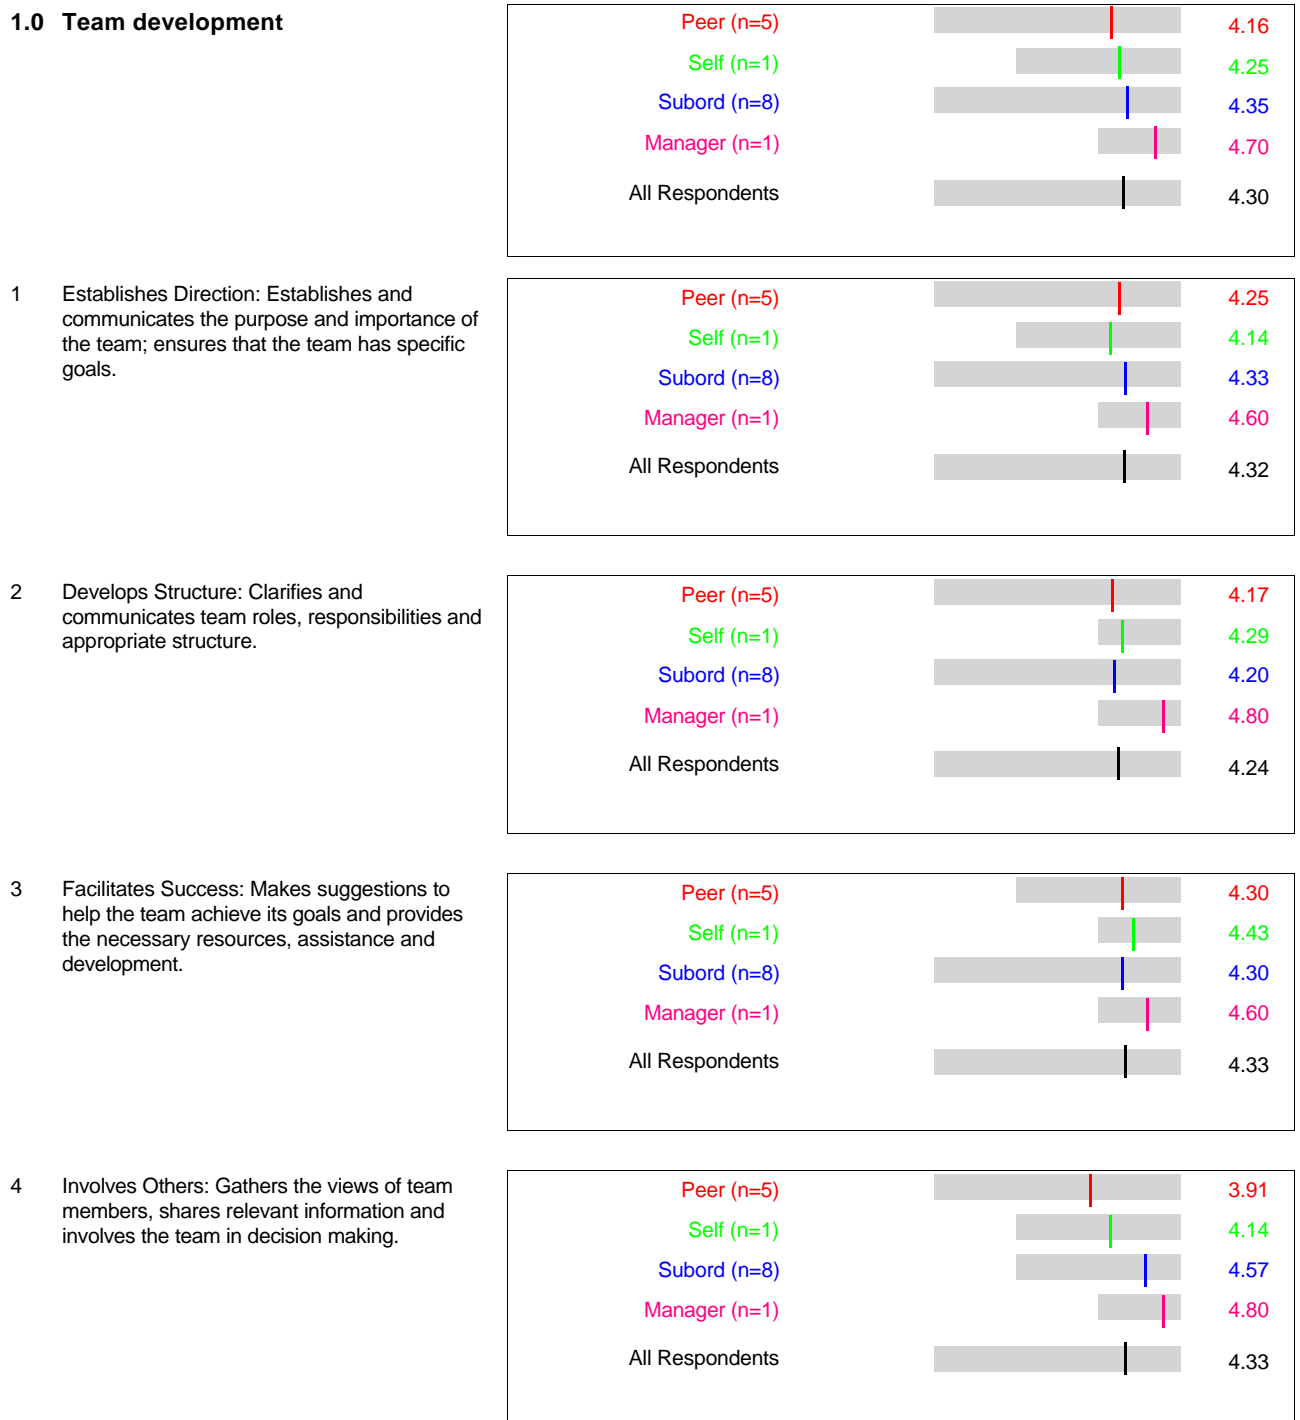 1.0 Team development
Peer (n=5) 4.16
Self (n=1) 4.25
Subord (n=8) 4.35
Manager (n=1) 4.70
All Respondents 4.30
1 Establishes Direction: Establishes and
communicates the purpose and importance of
the team; ensures that the team has specific
goals.
Peer (n=5) 4.25
Self (n=1) 4.14
Subord (n=8) 4.33
Manager (n=1) 4.60
All Respondents 4.32
2 Develops Structure: Clarifies and
communicates team roles, responsibilities and
appropriate structure.
Peer (n=5) 4.17
Self (n=1) 4.29
Subord (n=8) 4.20
Manager (n=1) 4.80
All Respondents 4.24
3 Facilitates Success: Makes suggestions to
help the team achieve its goals and provides
the necessary resources, assistance and
development.
Peer (n=5) 4.30
Self (n=1) 4.43
Subord (n=8) 4.30
Manager (n=1) 4.60
All Respondents 4.33
4 Involves Others: Gathers the views of team
members, shares relevant information and
involves the team in decision making.
Peer (n=5) 3.91
Self (n=1) 4.14
Subord (n=8) 4.57
Manager (n=1) 4.80
All Respondents 4.33